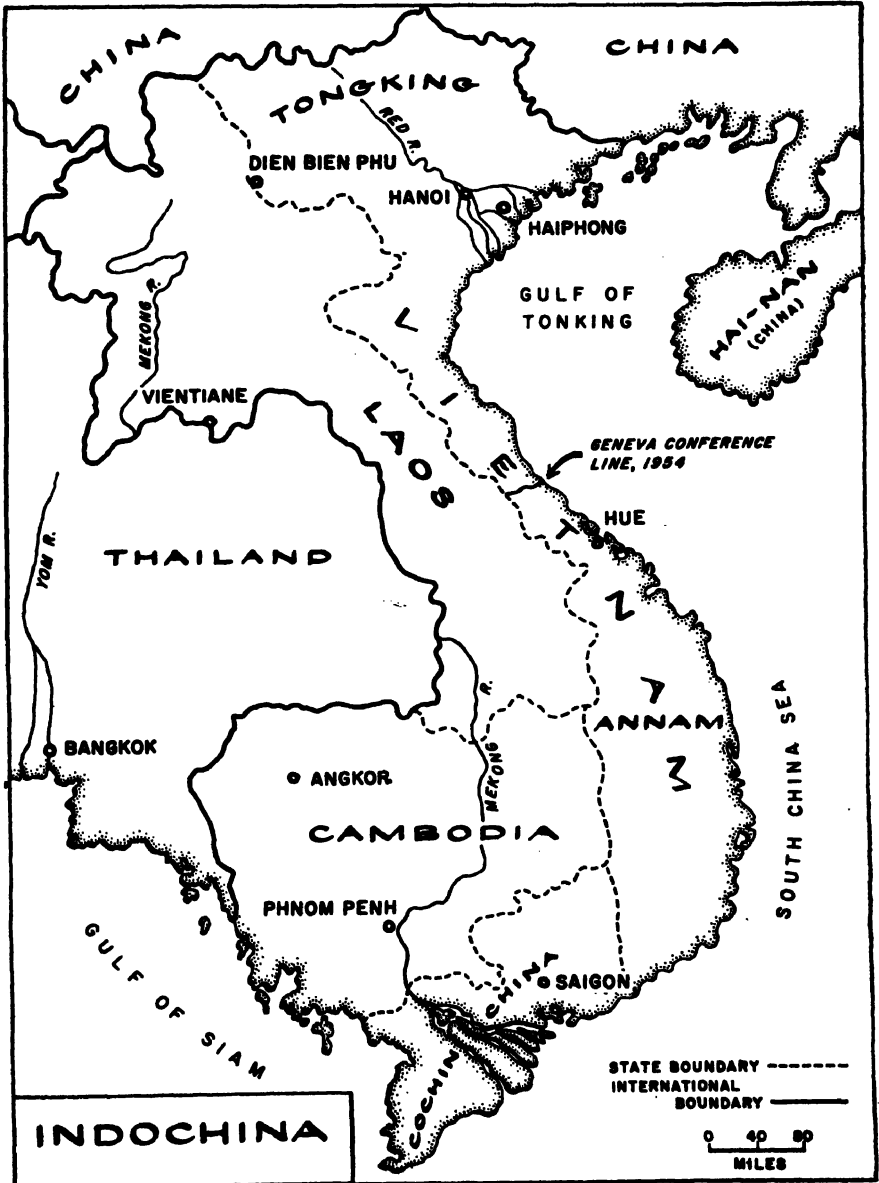 CHINA
CHINA
TONGKING
RED R.
DIEN BIEN PHU
HANOI
HAIPHONG
GULF OF
TONKING
HAI-NAN
(CHINA)
MEKONG R.
VIENTIANE
LAOS
VIETNAM
GENEVA CONFERENCE
LINE, 1954
HUE
YOM R.
THAILAND
MEKONG R.
ANNAM
BANGKOK
ANGKOR
CAMBODIA
SOUTH CHINA SEA
PHNOM PENH
GULF OF SIAM
SAIGON
COCHIN CHINA
STATE BOUNDARY
INTERNATIONAL
BOUNDARY
0 40 80
MILES
INDOCHINA